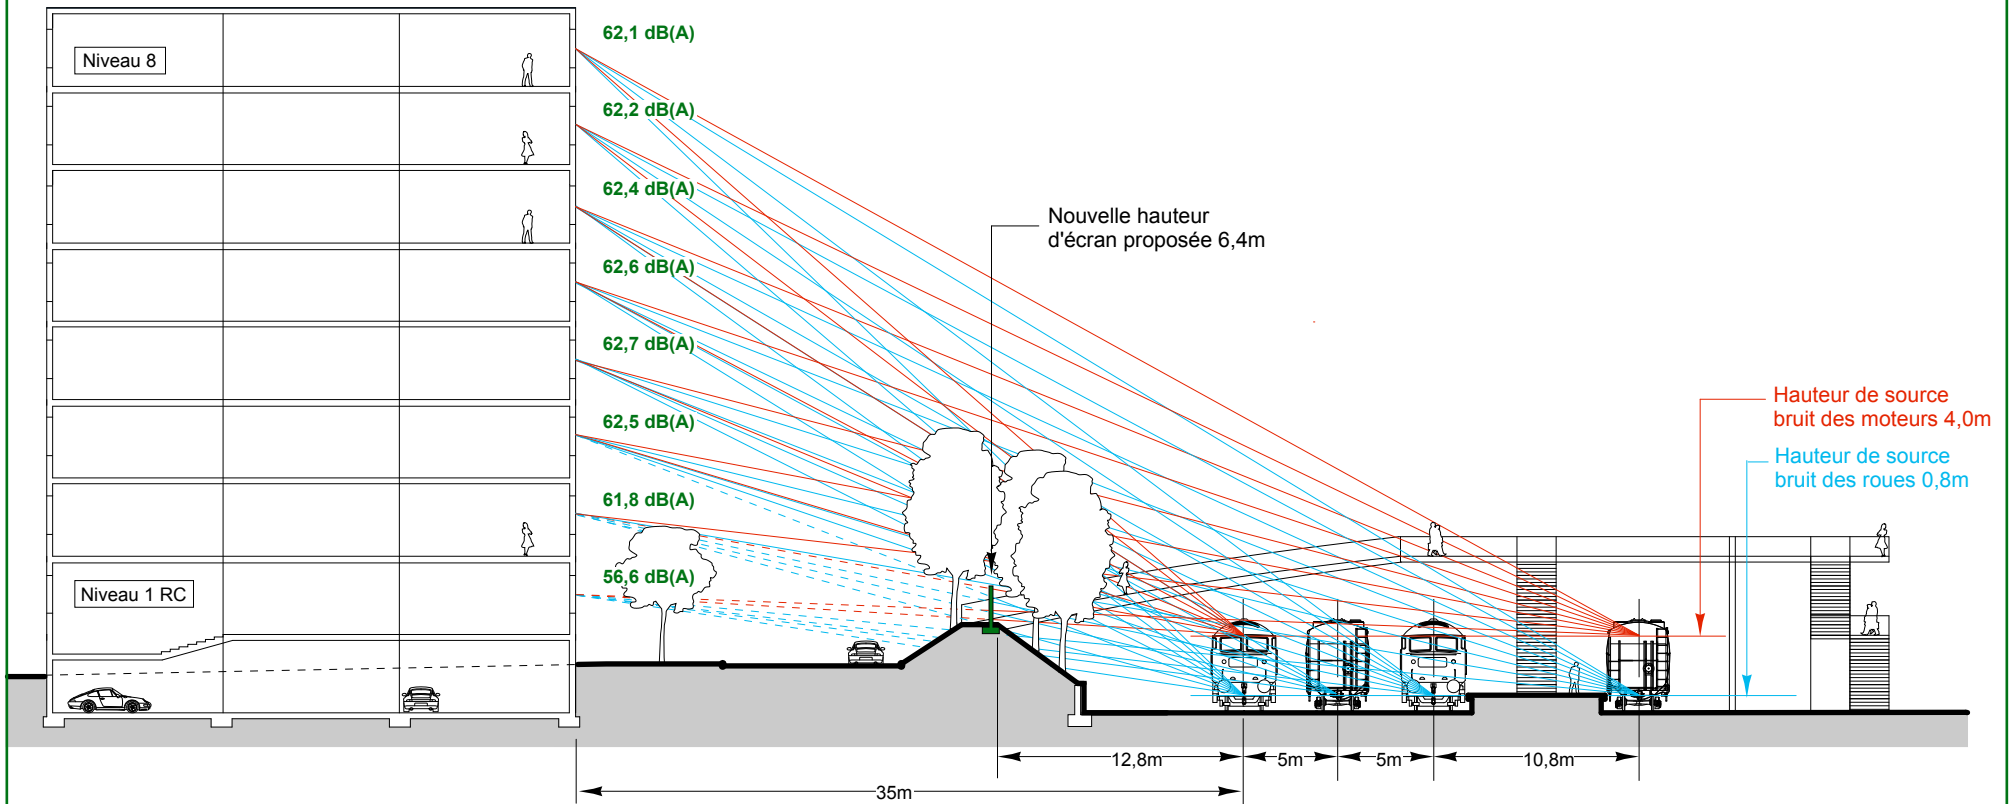 62,1 dB(A)
Niveau 8
62,2 dB(A)
62,4 dB(A)
Nouvelle hauteur
d'écran proposée 6,4m
62,6 dB(A)
62,7 dB(A)
Hauteur de source
bruit des moteurs 4,0m
62,5 dB(A)
Hauteur de source
bruit des roues 0,8m
61,8 dB(A)
56,6 dB(A)
Niveau 1 RC
12,8m
5m
5m
10,8m
35m